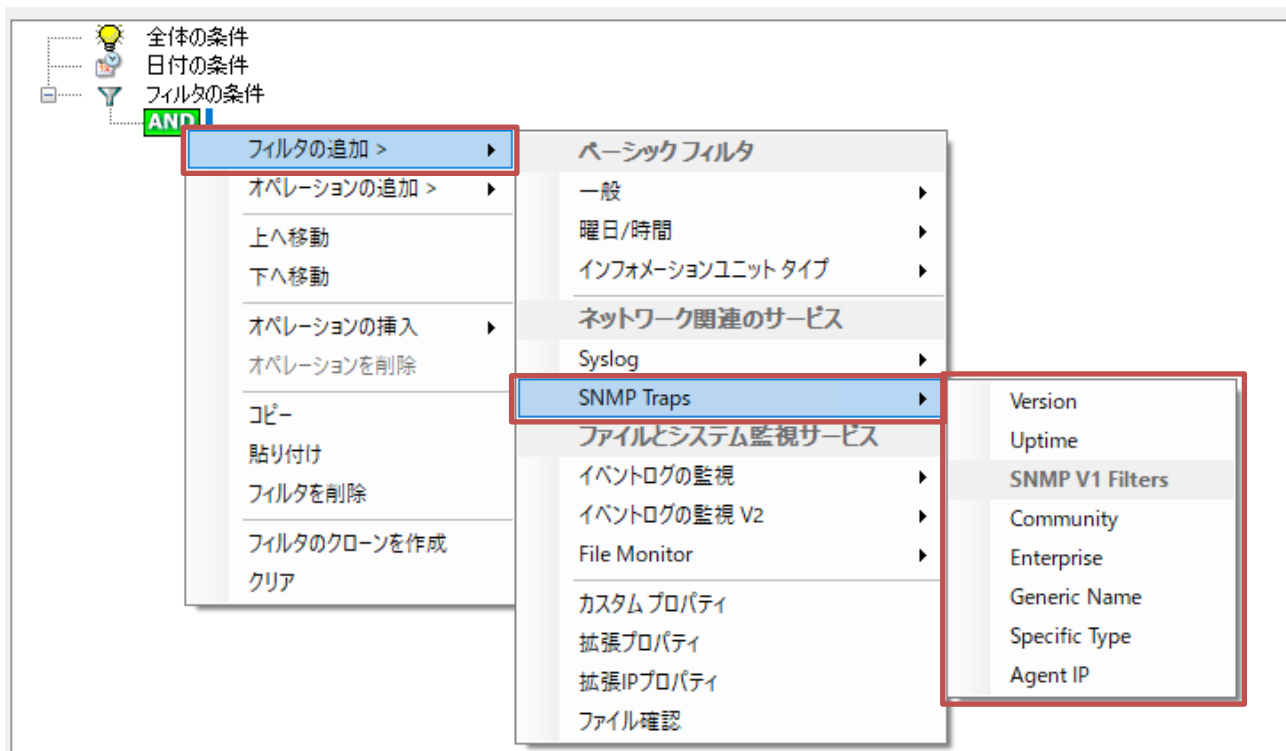 全体の条件
日付の条件
フィルタの条件
AND
フィルタの追加 >
オペレーションの追加 >
上へ移動
下へ移動
オペレーションの挿入
オペレーションを削除
コピー
貼り付け
フィルタを削除
フィルタのクローンを作成
クリア
ベーシック フィルタ
一般
曜日/時間
インフォメーションユニット タイプ
ネットワーク関連のサービス
Syslog
SNMP Traps
ファイルとシステム監視サービス
イベントログの監視
イベントログの監視 V2
File Monitor
カスタム プロパティ
拡張プロパティ
拡張IPプロパティ
ファイル確認
Version
Uptime
SNMP V1 Filters
Community
Enterprise
Generic Name
Specific Type
Agent IP